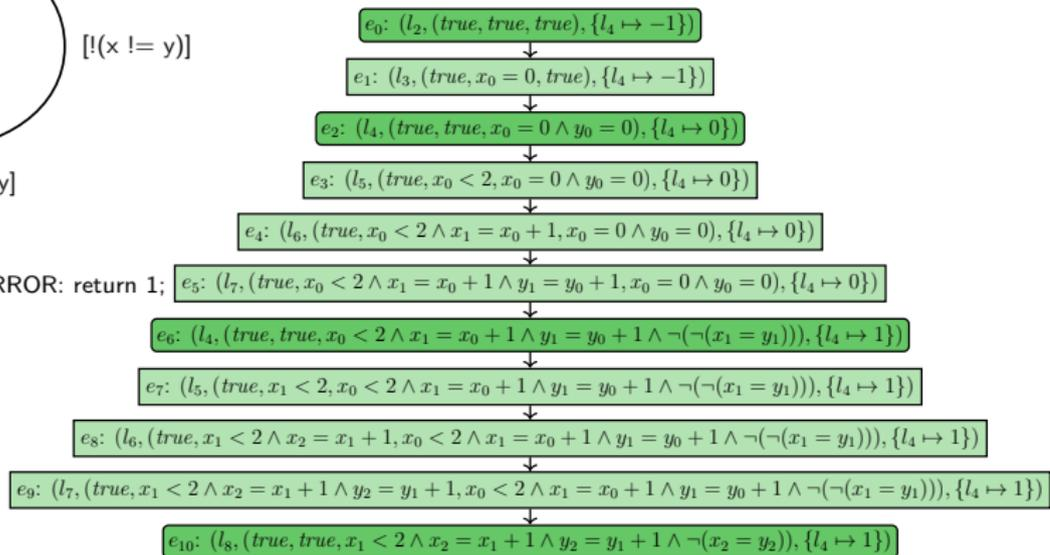 e₀: (l₂, (true, true, true), {l₄ ↦ −1})
[!(x != y)]
e₁: (l₃, (true, x₀ = 0, true), {l₄ ↦ −1})
e₂: (l₄, (true, true, x₀ = 0 ∧ y₀ = 0), {l₄ ↦ 0})
y]
e₃: (l₅, (true, x₀ < 2, x₀ = 0 ∧ y₀ = 0), {l₄ ↦ 0})
e₄: (l₆, (true, x₀ < 2 ∧ x₁ = x₀ + 1, x₀ = 0 ∧ y₀ = 0), {l₄ ↦ 0})
RROR: return 1;
e₅: (l₇, (true, x₀ < 2 ∧ x₁ = x₀ + 1 ∧ y₁ = y₀ + 1, x₀ = 0 ∧ y₀ = 0), {l₄ ↦ 0})
e₆: (l₄, (true, true, x₀ < 2 ∧ x₁ = x₀ + 1 ∧ y₁ = y₀ + 1 ∧ ¬(¬(x₁ = y₁))), {l₄ ↦ 1})
e₇: (l₅, (true, x₁ < 2, x₀ < 2 ∧ x₁ = x₀ + 1 ∧ y₁ = y₀ + 1 ∧ ¬(¬(x₁ = y₁))), {l₄ ↦ 1})
e₈: (l₆, (true, x₁ < 2 ∧ x₂ = x₁ + 1, x₀ < 2 ∧ x₁ = x₀ + 1 ∧ y₁ = y₀ + 1 ∧ ¬(¬(x₁ = y₁))), {l₄ ↦ 1})
e₉: (l₇, (true, x₁ < 2 ∧ x₂ = x₁ + 1 ∧ y₂ = y₁ + 1, x₀ < 2 ∧ x₁ = x₀ + 1 ∧ y₁ = y₀ + 1 ∧ ¬(¬(x₁ = y₁))), {l₄ ↦ 1})
e₁₀: (l₈, (true, true, x₁ < 2 ∧ x₂ = x₁ + 1 ∧ y₂ = y₁ + 1 ∧ ¬(x₂ = y₂)), {l₄ ↦ 1})